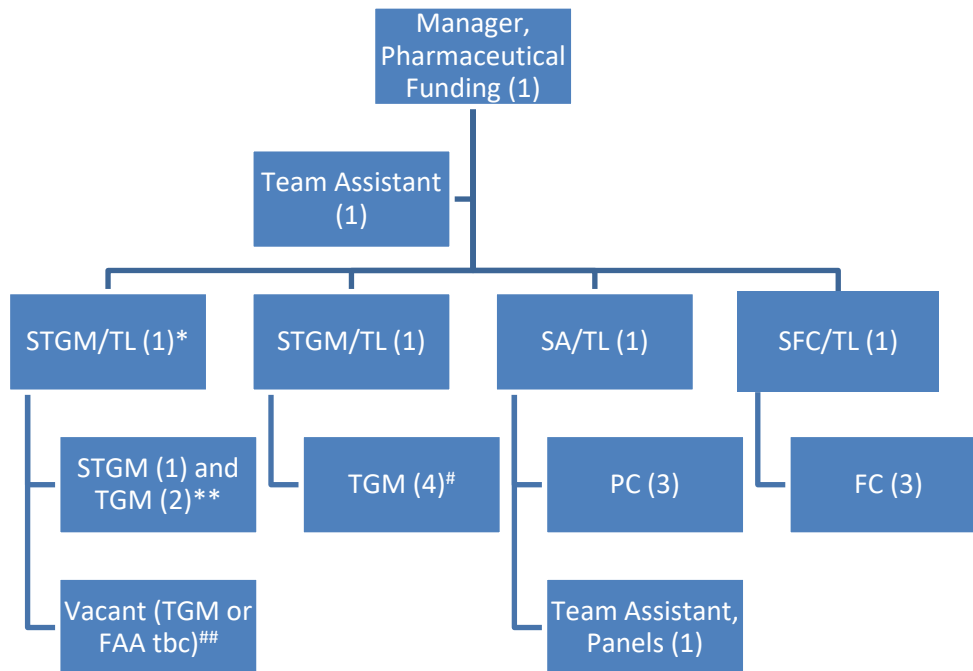 Manager,
Pharmaceutical
Funding (1)
Team Assistant
(1)
STGM/TL (1)*
STGM/TL (1)
SA/TL (1)
SFC/TL (1)
STGM (1) and
TGM (2)**
TGM (4)#
PC (3)
FC (3)
Vacant (TGM or
FAA tbc)##
Team Assistant,
Panels (1)